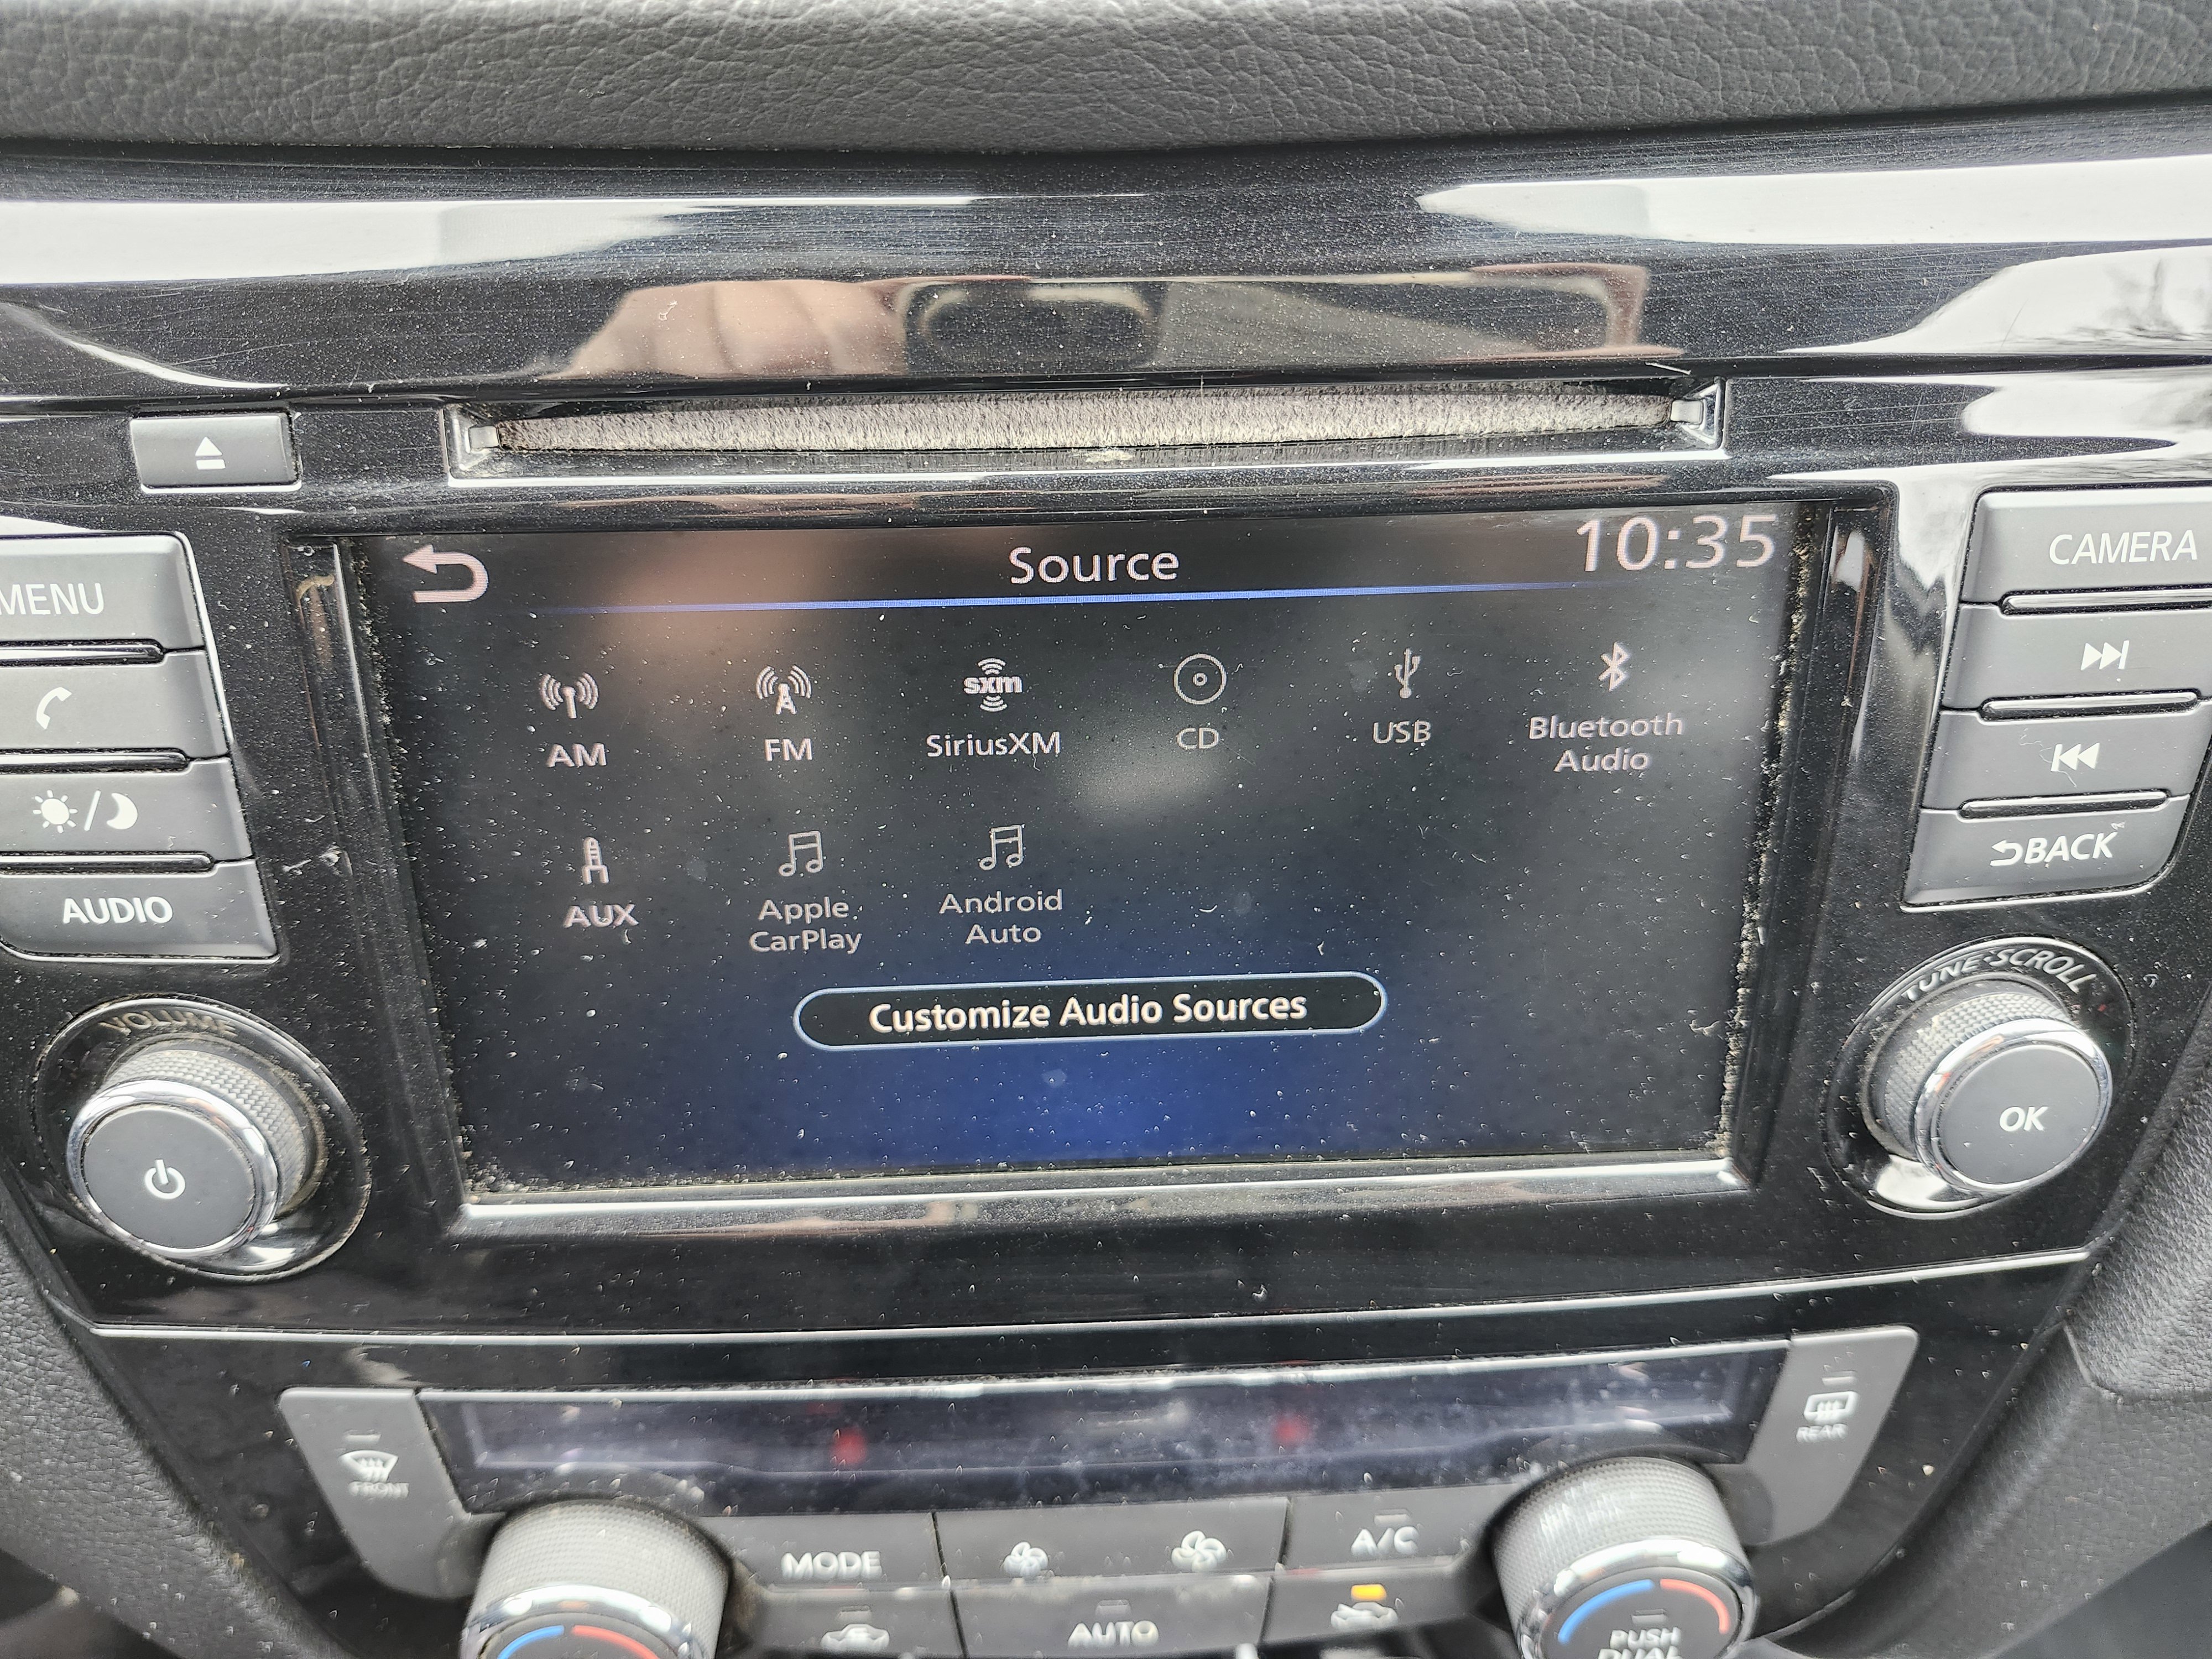 Source
10:35
MENU
CAMERA
sxm
AM
FM
SiriusXM
CD
USB
Bluetooth
Audio
BACK
AUDIO
AUX
Apple
CarPlay
Android
Auto
Customize Audio Sources
VOLUME
TUNE·SCROLL
OK
FRONT
REAR
MODE
A/C
AUTO
PUSH
DUAL